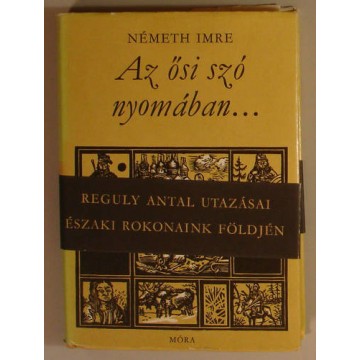 NÉMETH IMRE
Az ősi szó
nyomában...
REGULY ANTAL UTAZÁSAI
ÉSZAKI ROKONAINK FÖLDJÉN
MÓRA